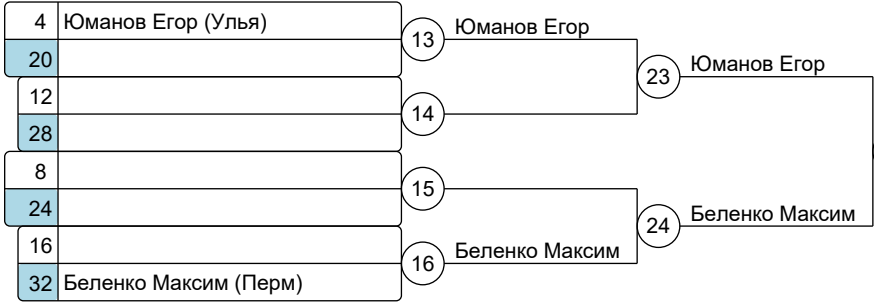 4 Юманов Егор (Улья)
20
13 Юманов Егор
12
28
14
23 Юманов Егор
8
24
15
16
32 Беленко Максим (Перм)
16 Беленко Максим
24 Беленко Максим